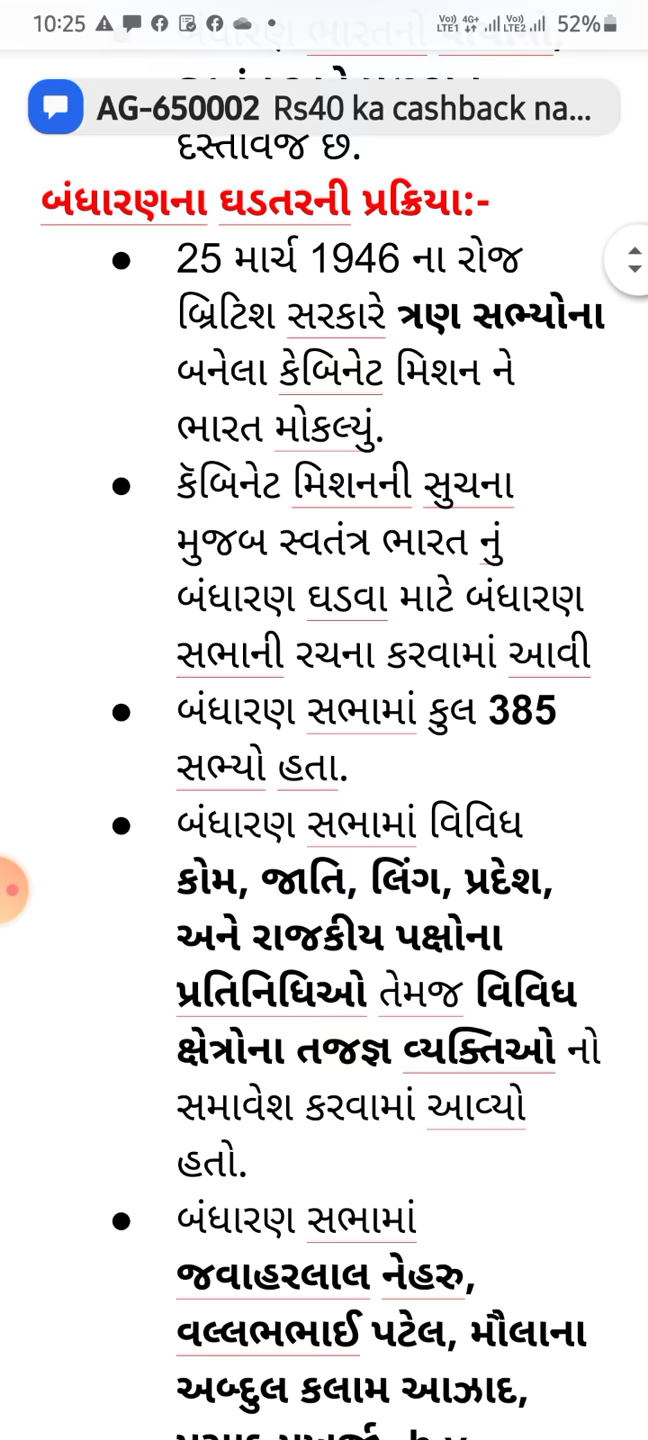 10:25 52%
બંધારણ ભારતનો
AG-650002 Rs40 ka cashback na...
દસ્તાવેજ છે.
બંધારણના ઘડતરની પ્રક્રિયા:-
● 25 માર્ચ 1946 ના રોજ
બ્રિટિશ સરકારે ત્રણ સભ્યોના
બનેલા કેબિનેટ મિશન ને
ભારત મોકલ્યું.
● કૅબિનેટ મિશનની સુચના
મુજબ સ્વતંત્ર ભારત નું
બંધારણ ઘડવા માટે બંધારણ
સભાની રચના કરવામાં આવી
● બંધારણ સભામાં કુલ 385
સભ્યો હતા.
● બંધારણ સભામાં વિવિધ
કોમ, જાતિ, લિંગ, પ્રદેશ,
અને રાજકીય પક્ષોના
પ્રતિનિધિઓ તેમજ વિવિધ
ક્ષેત્રોના તજજ્ઞ વ્યક્તિઓ નો
સમાવેશ કરવામાં આવ્યો
હતો.
● બંધારણ સભામાં
જવાહરલાલ નેહરુ,
વલ્લભભાઈ પટેલ, મૌલાના
અબ્દુલ કલામ આઝાદ,